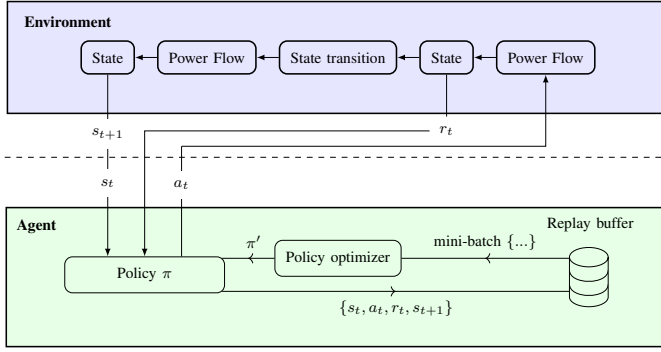 Environment
State Power Flow State transition State Power Flow
s_{t+1} r_t
s_t a_t
Agent
Replay buffer
π′ mini-batch {...}
Policy optimizer
Policy π
{s_t, a_t, r_t, s_{t+1}}